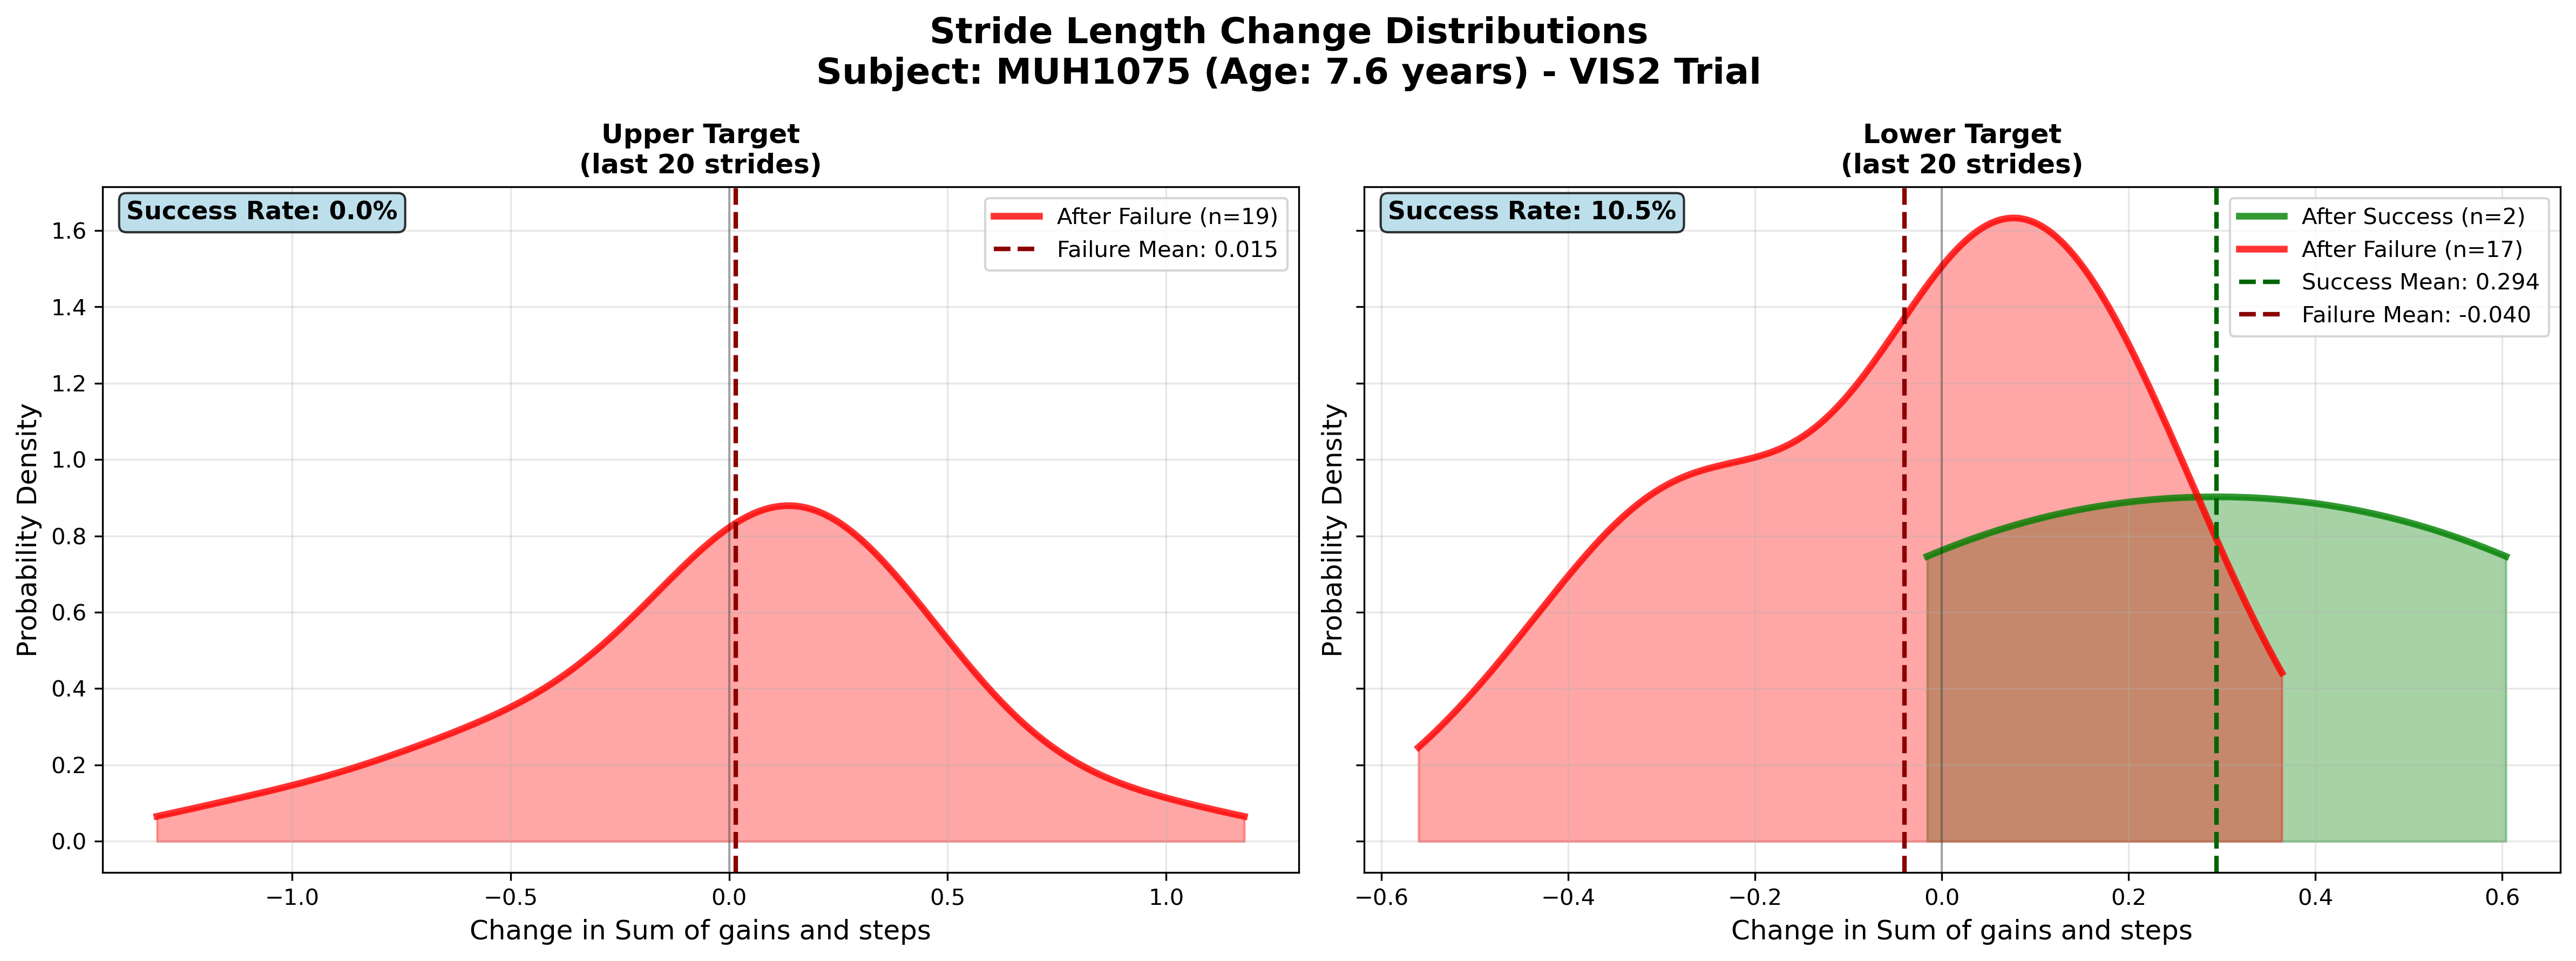 Stride Length Change Distributions
Subject: MUH1075 (Age: 7.6 years) - VIS2 Trial
Upper Target
(last 20 strides)
Success Rate: 0.0%
After Failure (n=19)
Failure Mean: 0.015
Probability Density
1.6
1.4
1.2
1.0
0.8
0.6
0.4
0.2
0.0
−1.0
−0.5
0.0
0.5
1.0
Change in Sum of gains and steps
Lower Target
(last 20 strides)
Success Rate: 10.5%
After Success (n=2)
After Failure (n=17)
Success Mean: 0.294
Failure Mean: -0.040
Probability Density
−0.6
−0.4
−0.2
0.0
0.2
0.4
0.6
Change in Sum of gains and steps